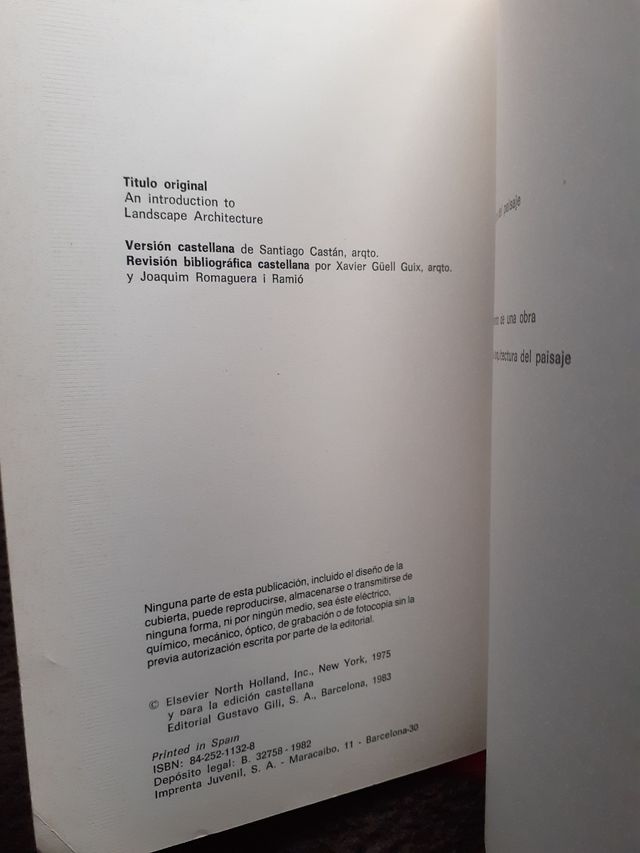 Titulo original
An introduction to
Landscape Architecture
Versión castellana de Santiago Castán, arqto.
Revisión bibliográfica castellana por Xavier Güell Guix, arqto.
y Joaquim Romaguera i Ramió
Ninguna parte de esta publicación, incluido el diseño de la
cubierta, puede reproducirse, almacenarse o transmitirse de
ninguna forma, ni por ningún medio, sea éste eléctrico,
químico, mecánico, óptico, de grabación o de fotocopia sin la
previa autorización escrita por parte de la editorial.
© Elsevier North Holland, Inc., New York, 1975
y para la edición castellana
Editorial Gustavo Gili, S. A., Barcelona, 1983
Printed in Spain
ISBN: 84-252-1132-8
Depósito legal: B. 32758 - 1982
Imprenta Juvenil, S. A. - Maracaibo, 11 - Barcelona-30
del paisaje
de una obra
del paisaje